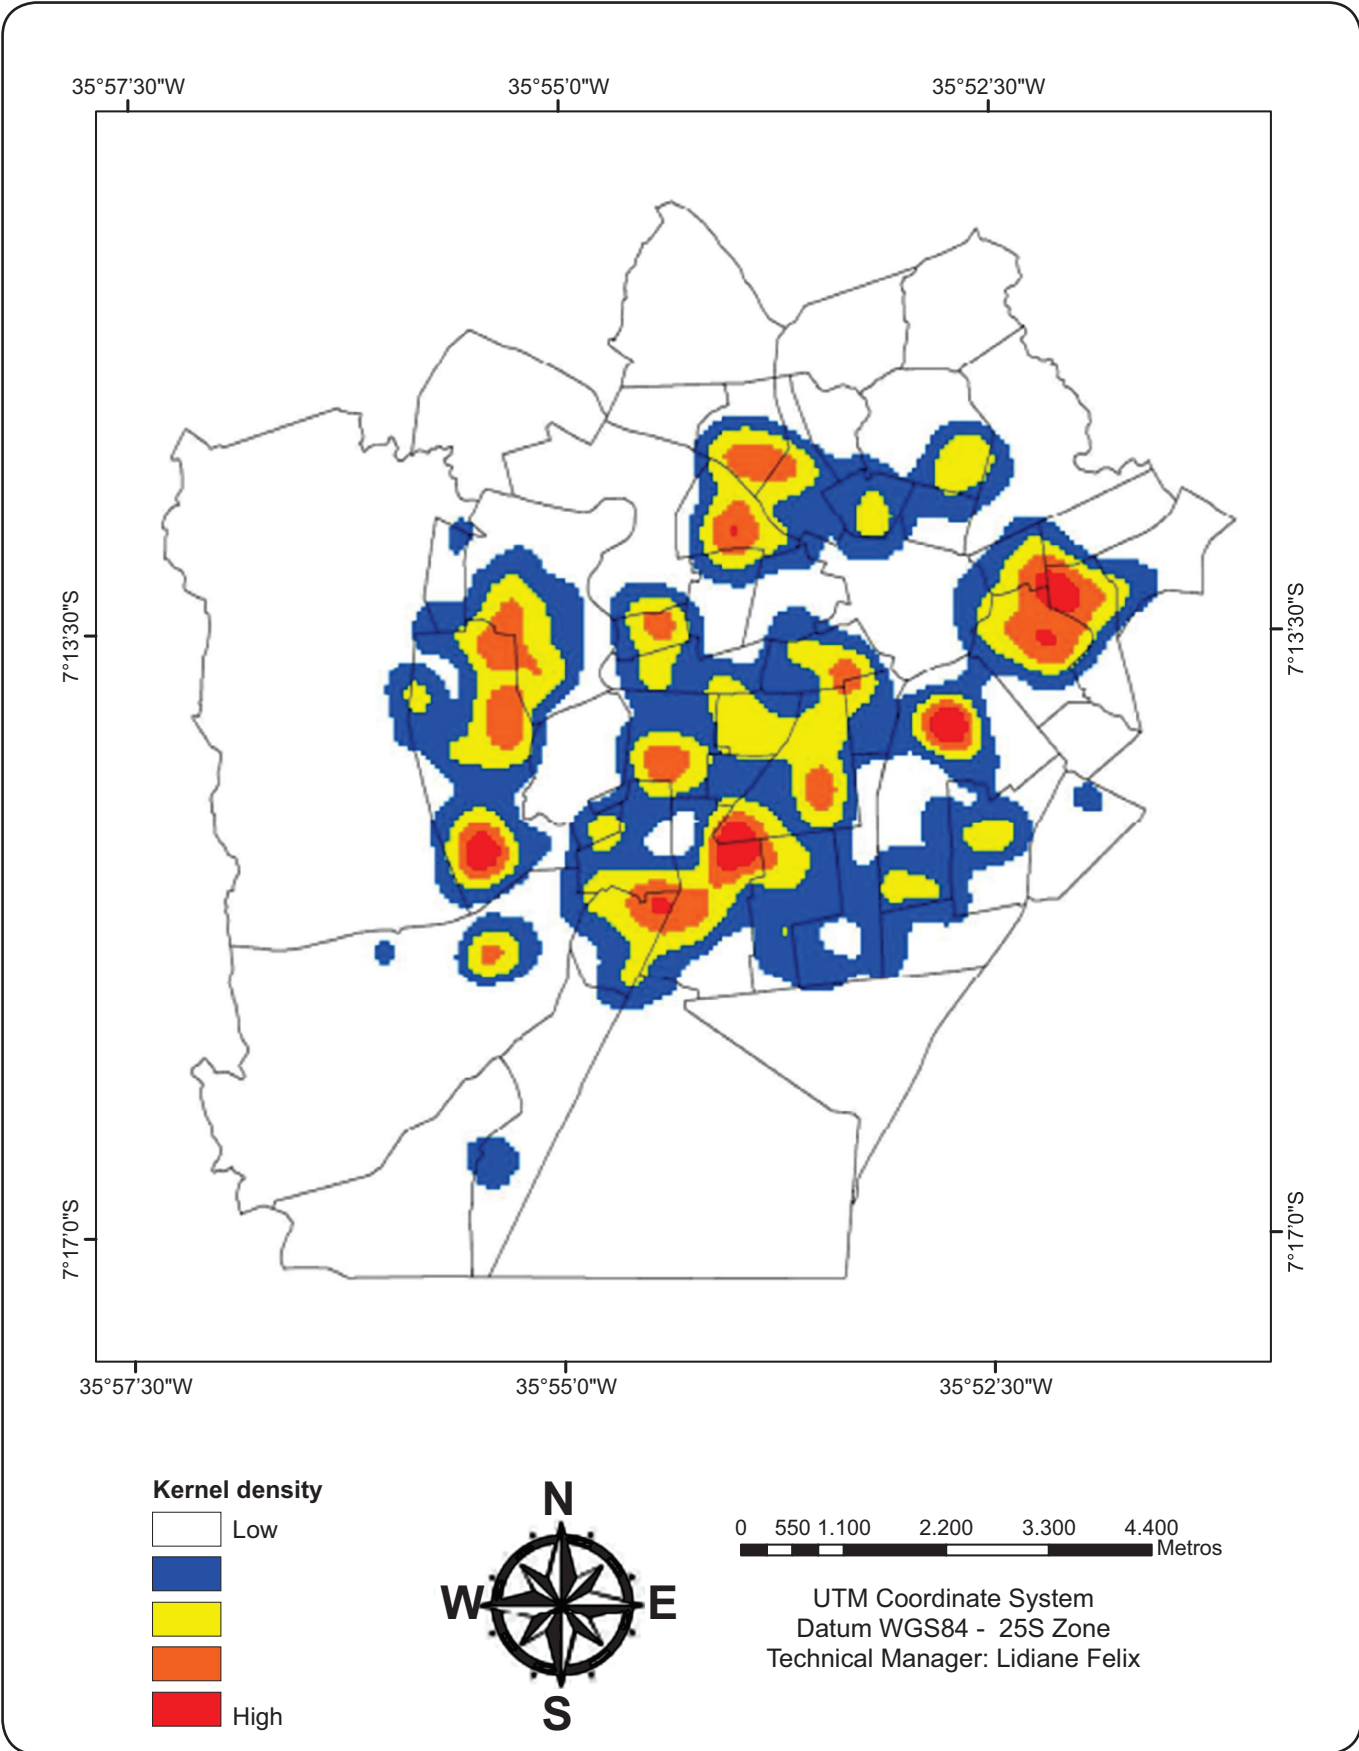 35°57'30"W 35°55'0"W 35°52'30"W
7°13'30"S 7°13'30"S
7°17'0"S 7°17'0"S
35°57'30"W 35°55'0"W 35°52'30"W
Kernel density
Low
High
N
W E
S
0 550 1.100 2.200 3.300 4.400
Metros
UTM Coordinate System
Datum WGS84 - 25S Zone
Technical Manager: Lidiane Felix